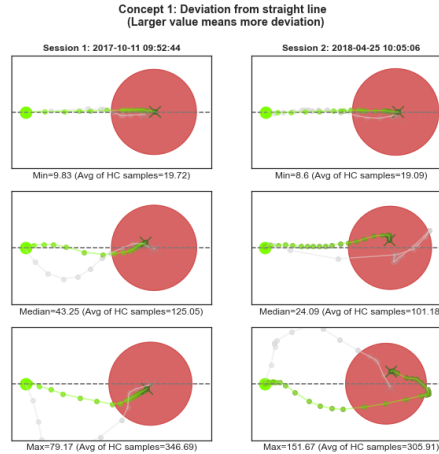 Concept 1: Deviation from straight line
(Larger value means more deviation)
Session 1: 2017-10-11 09:52:44
Session 2: 2018-04-25 10:05:06
Min=9.83 (Avg of HC samples=19.72)
Min=8.6 (Avg of HC samples=19.09)
Median=43.25 (Avg of HC samples=125.05)
Median=24.09 (Avg of HC samples=101.18)
Max=79.17 (Avg of HC samples=346.69)
Max=151.67 (Avg of HC samples=305.91)